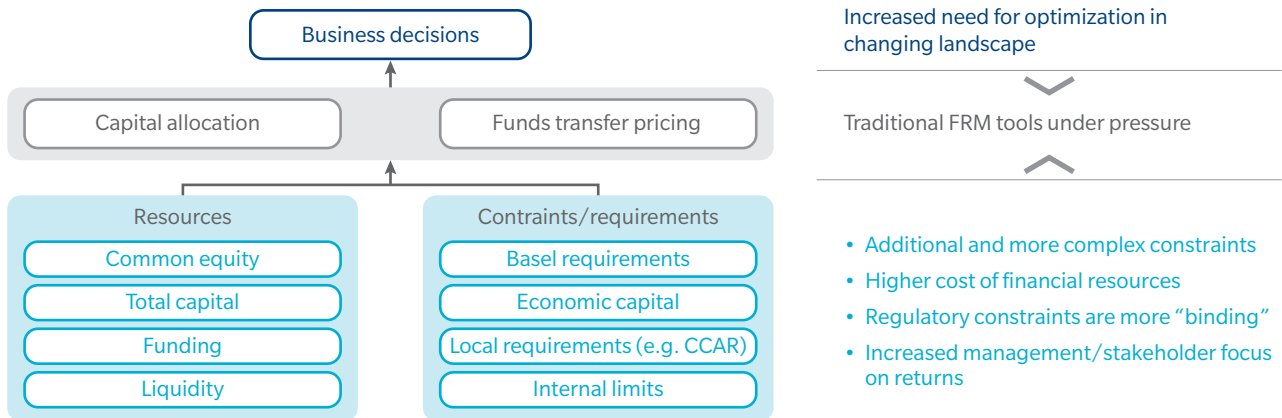 Business decisions
Capital allocation
Funds transfer pricing
Resources
Common equity
Total capital
Funding
Liquidity
Contraints/requirements
Basel requirements
Economic capital
Local requirements (e.g. CCAR)
Internal limits
Increased need for optimization in
changing landscape
Traditional FRM tools under pressure
• Additional and more complex constraints
• Higher cost of financial resources
• Regulatory constraints are more “binding”
• Increased management/stakeholder focus
on returns